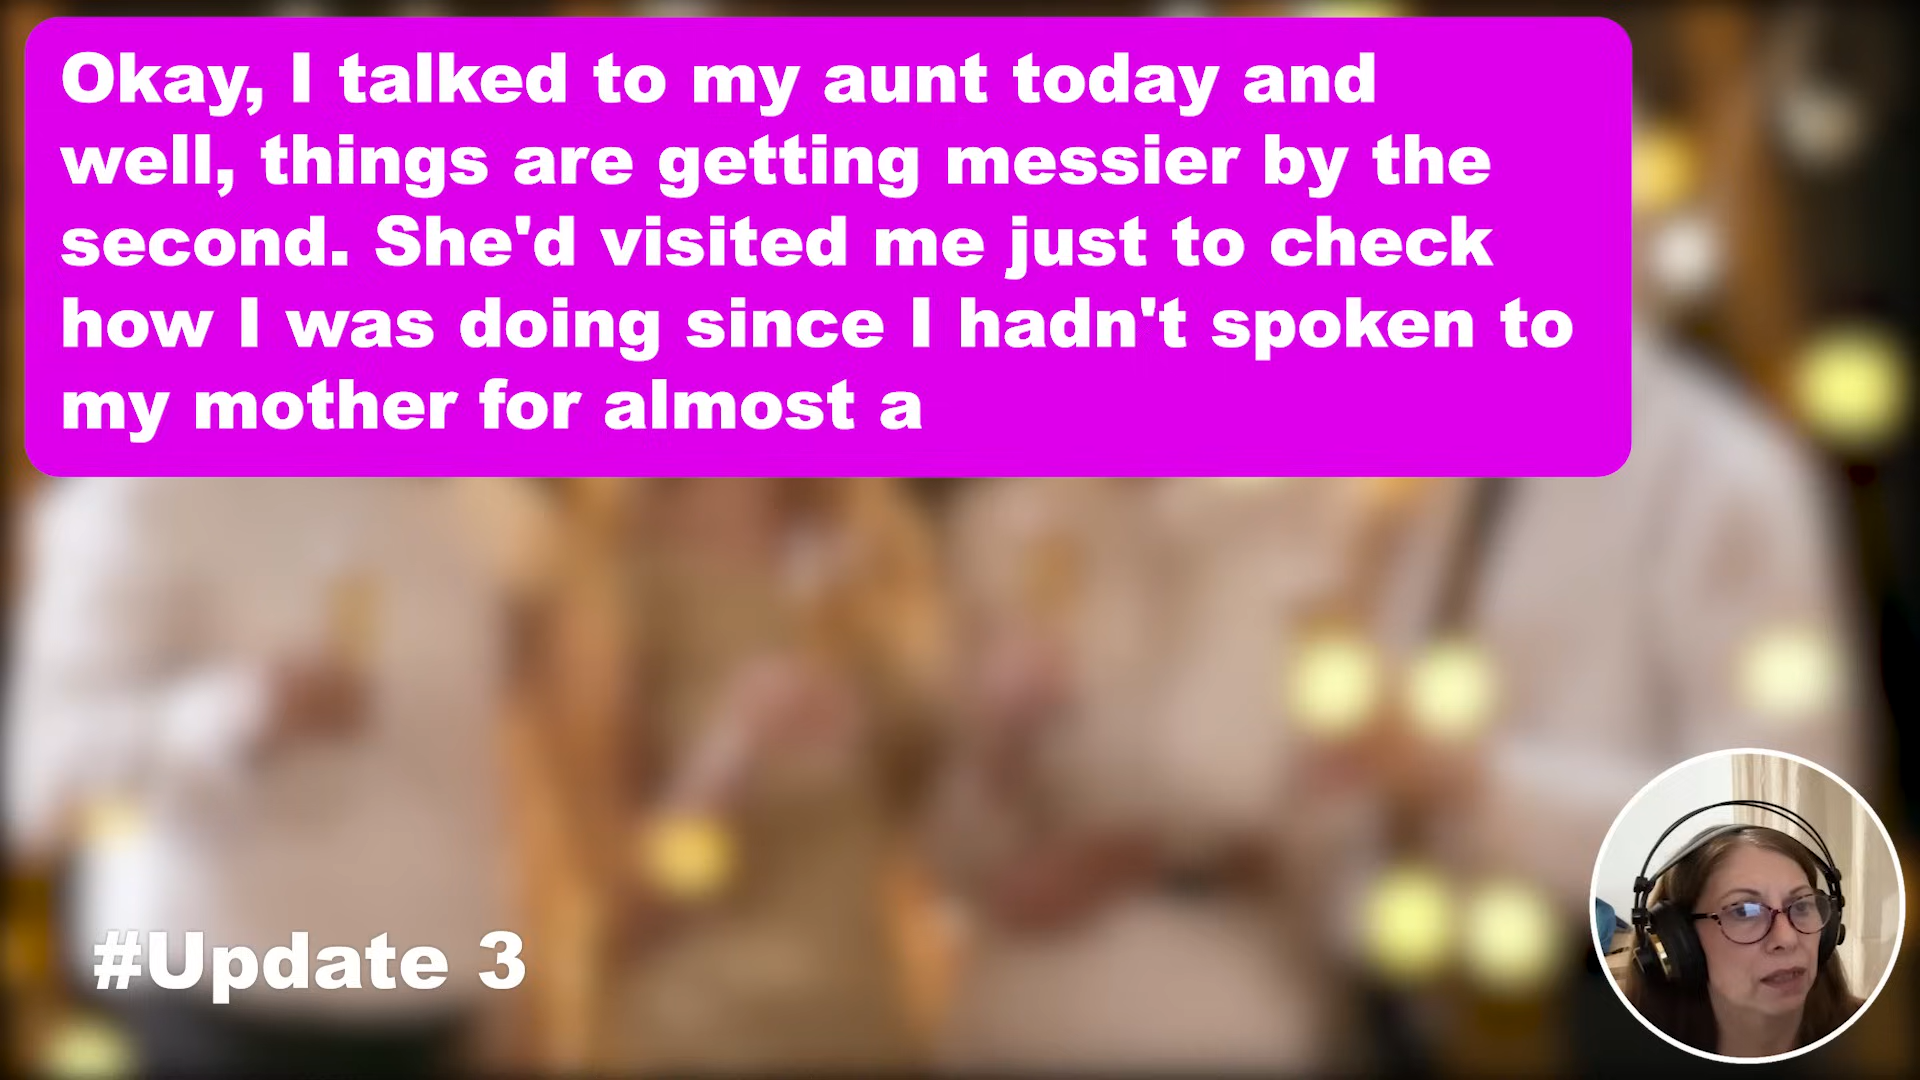 Okay, I talked to my aunt today and
well, things are getting messier by the
second. She'd visited me just to check
how I was doing since I hadn't spoken to
my mother for almost a
#Update 3